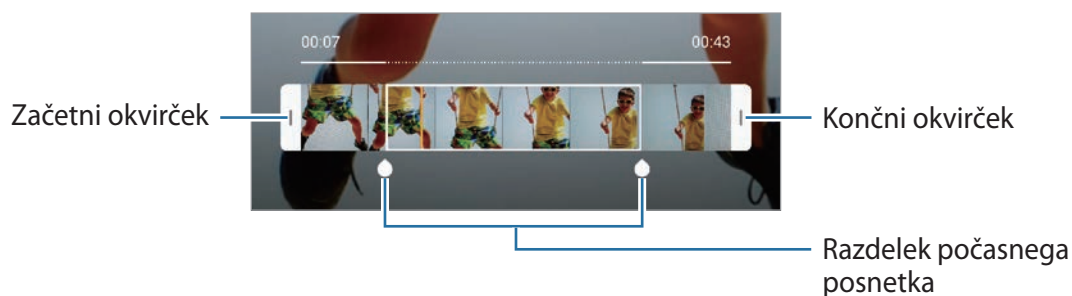 00:07
00:43
Začetni okvirček
Končni okvirček
Razdelek počasnega
posnetka